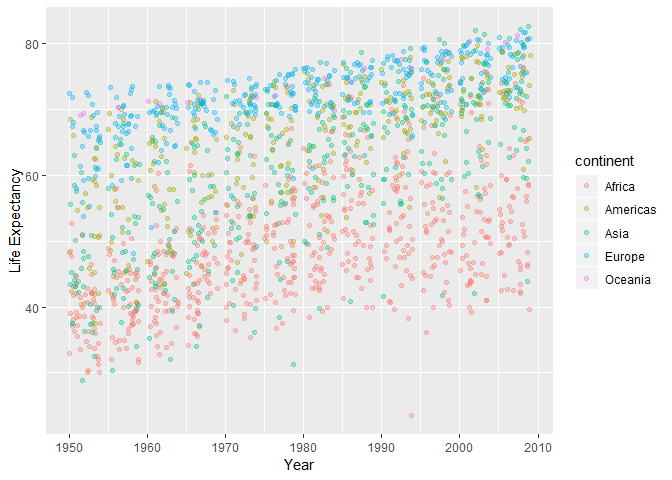 80
60
40
Life Expectancy
1950 1960 1970 1980 1990 2000 2010
Year
continent
Africa
Americas
Asia
Europe
Oceania